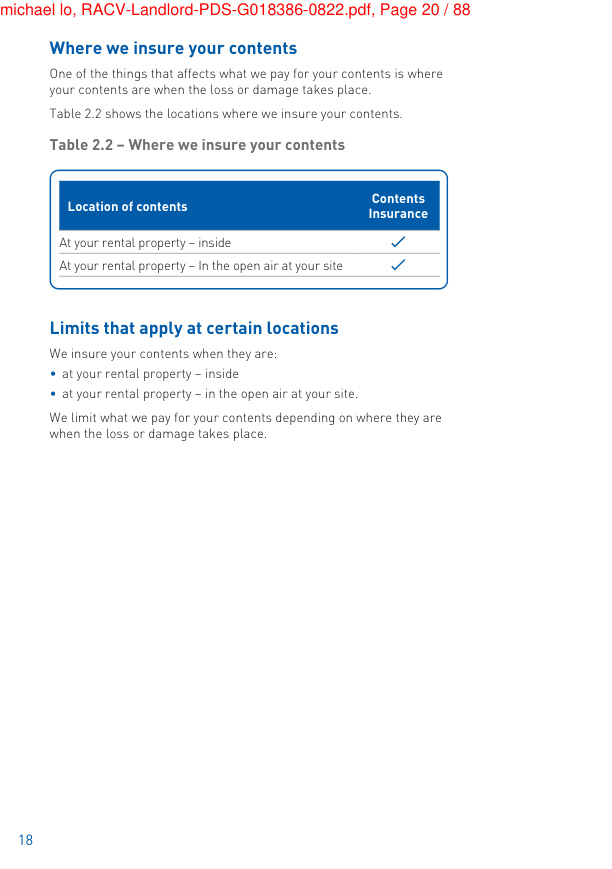 michael lo, RACV-Landlord-PDS-G018386-0822.pdf, Page 20 / 88
Where we insure your contents
One of the things that affects what we pay for your contents is where
your contents are when the loss or damage takes place.
Table 2.2 shows the locations where we insure your contents.
Table 2.2 – Where we insure your contents
Location of contents
Contents
Insurance
At your rental property – inside ✓
At your rental property – In the open air at your site ✓
Limits that apply at certain locations
We insure your contents when they are:
• at your rental property – inside
• at your rental property – in the open air at your site.
We limit what we pay for your contents depending on where they are
when the loss or damage takes place.
18